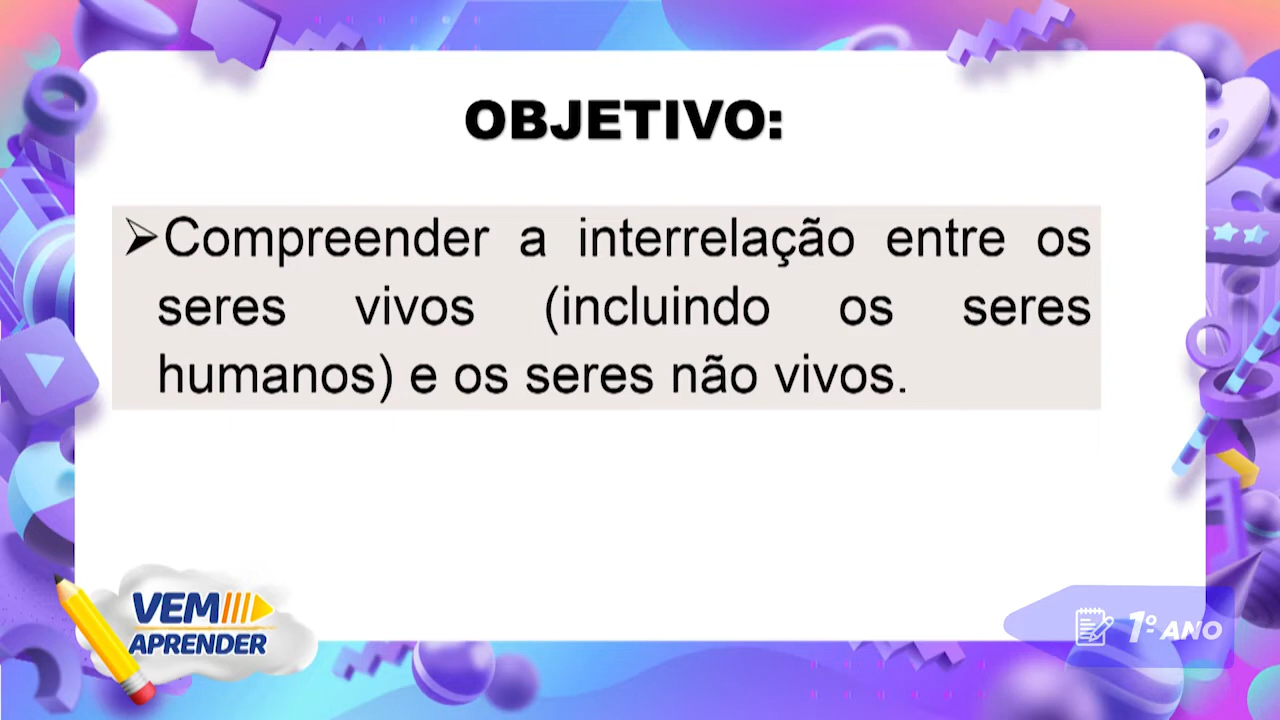 OBJETIVO:
➢Compreender a interrelação entre os
seres vivos (incluindo os seres
humanos) e os seres não vivos.
VEM
APRENDER
1º ANO